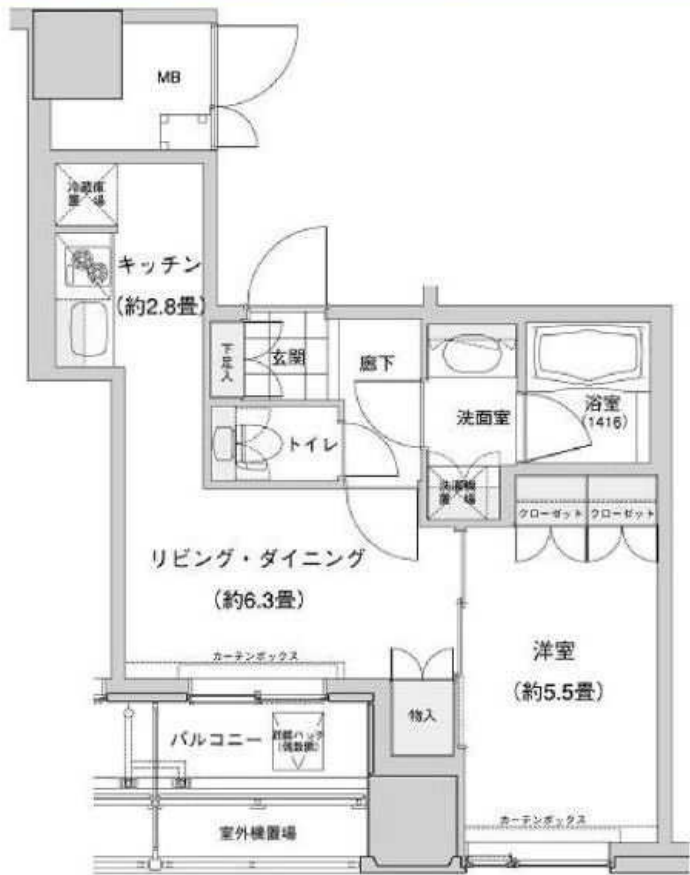 MB
冷蔵庫
置場
キッチン
(約2.8畳)
下足入
玄関
廊下
洗面室
浴室
(1416)
トイレ
洗濯機
置場
クローゼット クローゼット
リビング・ダイニング
(約6.3畳)
洋室
(約5.5畳)
カーテンボックス
物入
バルコニー
避難ハッチ
室外機置場
カーテンボックス